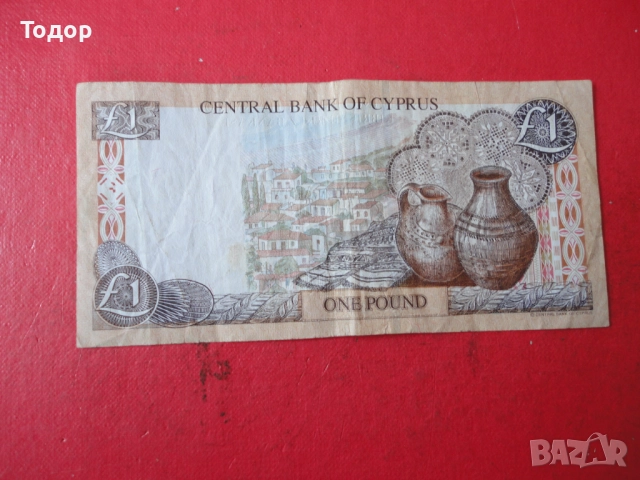 Тодор
CENTRAL BANK OF CYPRUS
£1
£1
£1
ONE POUND
BAZAR